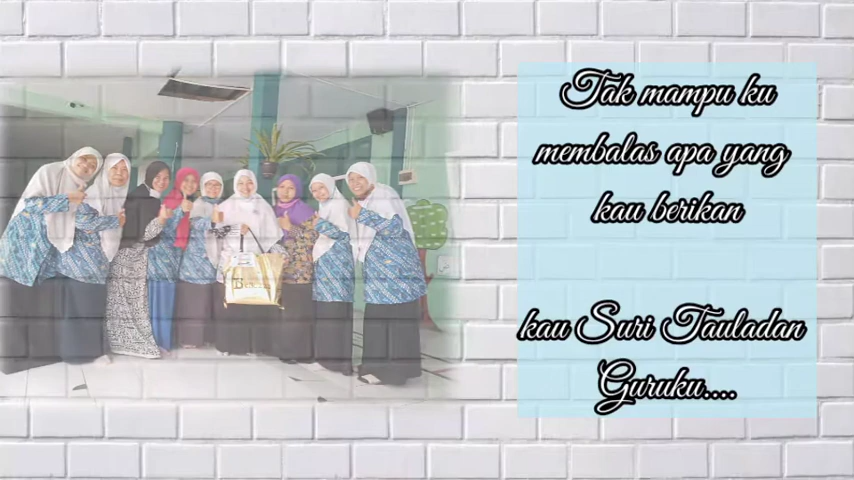 Tak mampu ku
membalas apa yang
kau berikan
kau Suri Tauladan
Guruku....